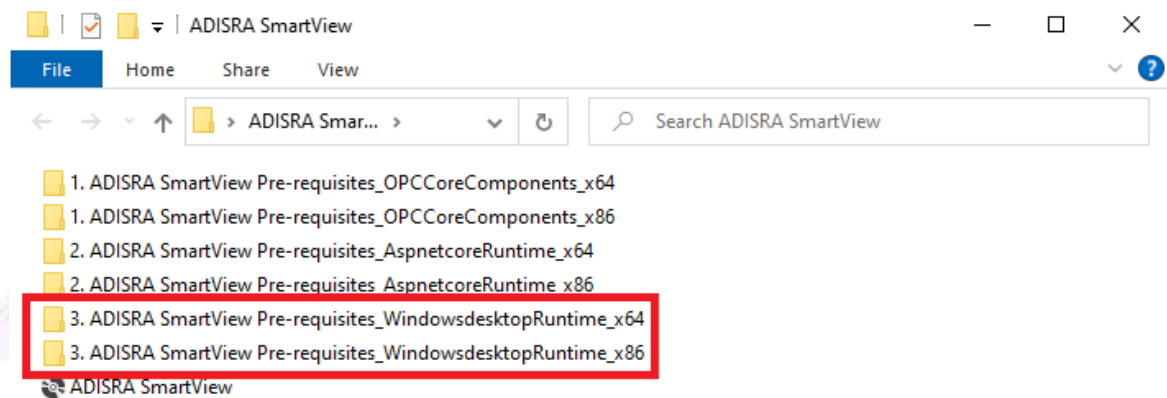 ADISRA SmartView
File Home Share View
ADISRA Smar... Search ADISRA SmartView
1. ADISRA SmartView Pre-requisites_OPCCoreComponents_x64
1. ADISRA SmartView Pre-requisites_OPCCoreComponents_x86
2. ADISRA SmartView Pre-requisites_AspnetcoreRuntime_x64
2. ADISRA SmartView Pre-requisites_AspnetcoreRuntime_x86
3. ADISRA SmartView Pre-requisites_WindowsdesktopRuntime_x64
3. ADISRA SmartView Pre-requisites_WindowsdesktopRuntime_x86
ADISRA SmartView